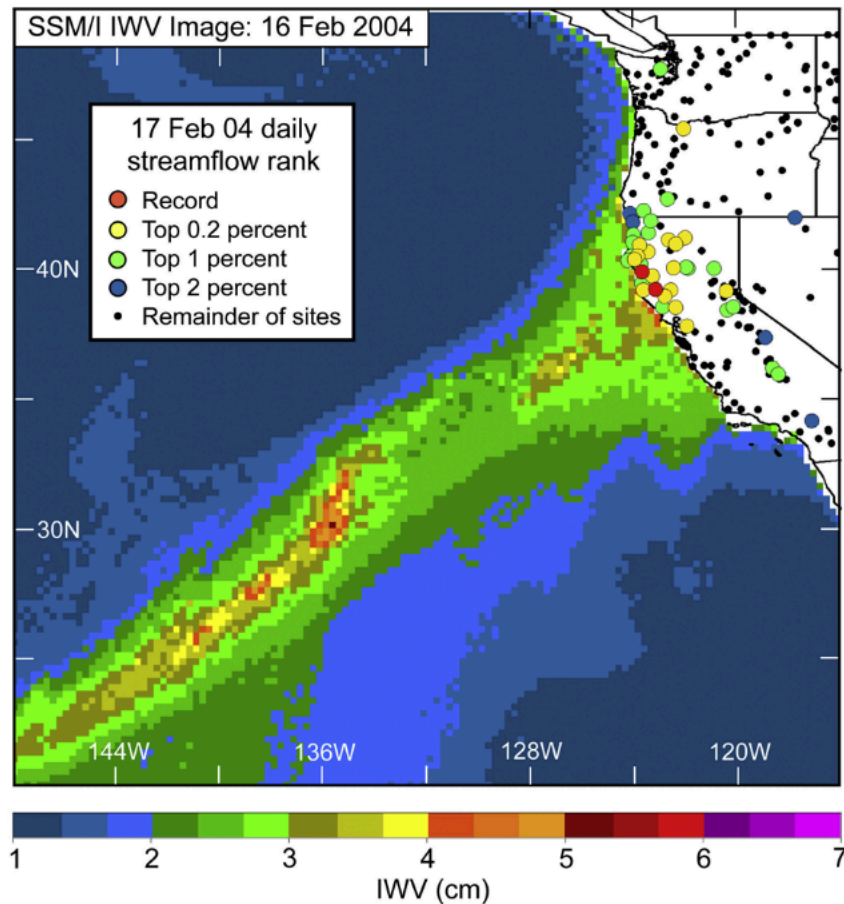 SSM/I IWV Image: 16 Feb 2004
17 Feb 04 daily
streamflow rank
Record
Top 0.2 percent
Top 1 percent
Top 2 percent
Remainder of sites
40N
30N
144W 136W 128W 120W
1 2 3 4 5 6 7
IWV (cm)